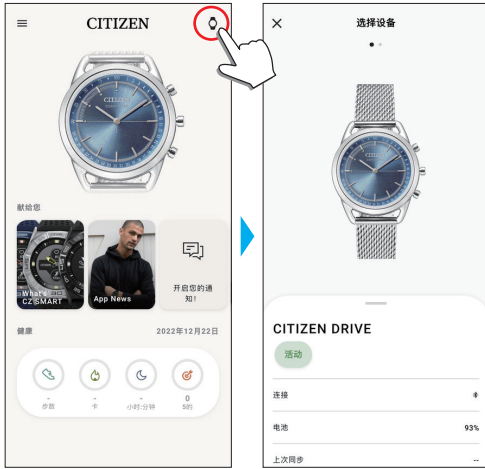 CITIZEN
CITIZEN
献给您
What's
CZ SMART
App News
开启您的通
知!
健康
2022年12月22日
-
步数
-
卡
-
小时:分钟
0
5的
选择设备
CITIZEN
CITIZEN DRIVE
活动
连接
电池
93%
上次同步
--